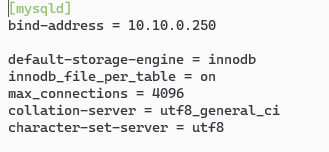 [mysqld]
bind-address = 10.10.0.250
default-storage-engine = innodb
innodb_file_per_table = on
max_connections = 4096
collation-server = utf8_general_ci
character-set-server = utf8